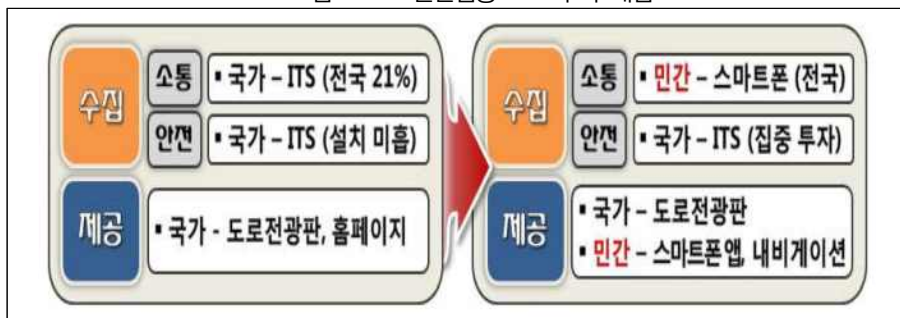 수집
소통
▪ 국가 – ITS (전국 21%)
안전
▪ 국가 – ITS (설치 미흡)
제공
▪ 국가 - 도로전광판, 홈페이지
수집
소통
▪ 민간 – 스마트폰 (전국)
안전
▪ 국가 – ITS (집중 투자)
제공
▪ 국가 – 도로전광판
▪ 민간 – 스마트폰앱, 내비게이션